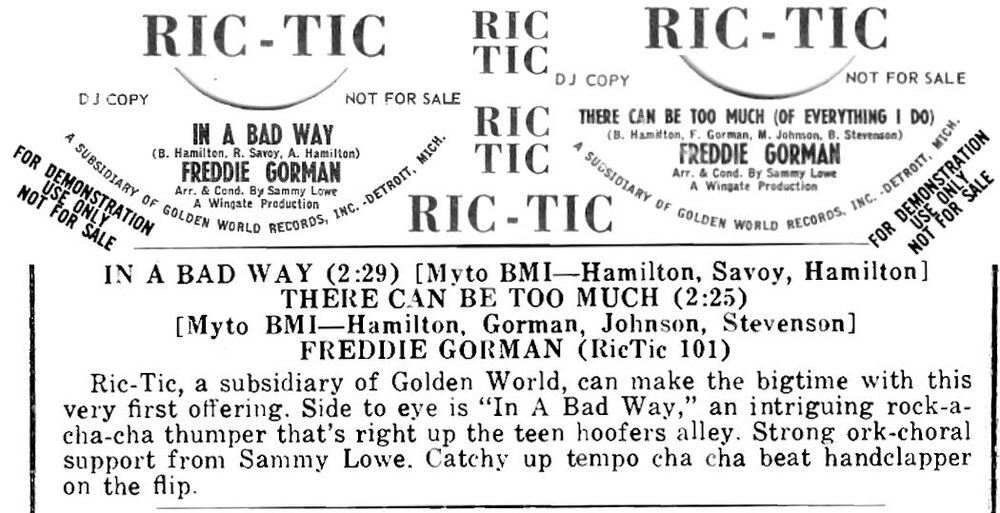 RIC-TIC
DJ COPY
NOT FOR SALE
IN A BAD WAY
(B. Hamilton, R. Savoy, A. Hamilton)
FREDDIE GORMAN
Arr. & Cond. By Sammy Lowe
A Wingate Production
A SUBSIDIARY OF GOLDEN WORLD RECORDS, INC.-DETROIT, MICH.
FOR DEMONSTRATION
USE ONLY
NOT FOR SALE
RIC
TIC
RIC
TIC
RIC-TIC
RIC-TIC
DJ COPY
NOT FOR SALE
THERE CAN BE TOO MUCH (OF EVERYTHING I DO)
(B. Hamilton, F. Gorman, M. Johnson, B. Stevenson)
FREDDIE GORMAN
Arr. & Cond. By Sammy Lowe
A Wingate Production
A SUBSIDIARY OF GOLDEN WORLD RECORDS, INC.-DETROIT, MICH.
FOR DEMONSTRATION
USE ONLY
NOT FOR SALE
IN A BAD WAY (2:29) [Myto BMI—Hamilton, Savoy, Hamilton]
THERE CAN BE TOO MUCH (2:25)
[Myto BMI—Hamilton, Gorman, Johnson, Stevenson]
FREDDIE GORMAN (RicTic 101)
Ric-Tic, a subsidiary of Golden World, can make the bigtime with this
very first offering. Side to eye is “In A Bad Way,” an intriguing rock-a-
cha-cha thumper that's right up the teen hoofers alley. Strong ork-choral
support from Sammy Lowe. Catchy up tempo cha cha beat handclapper
on the flip.